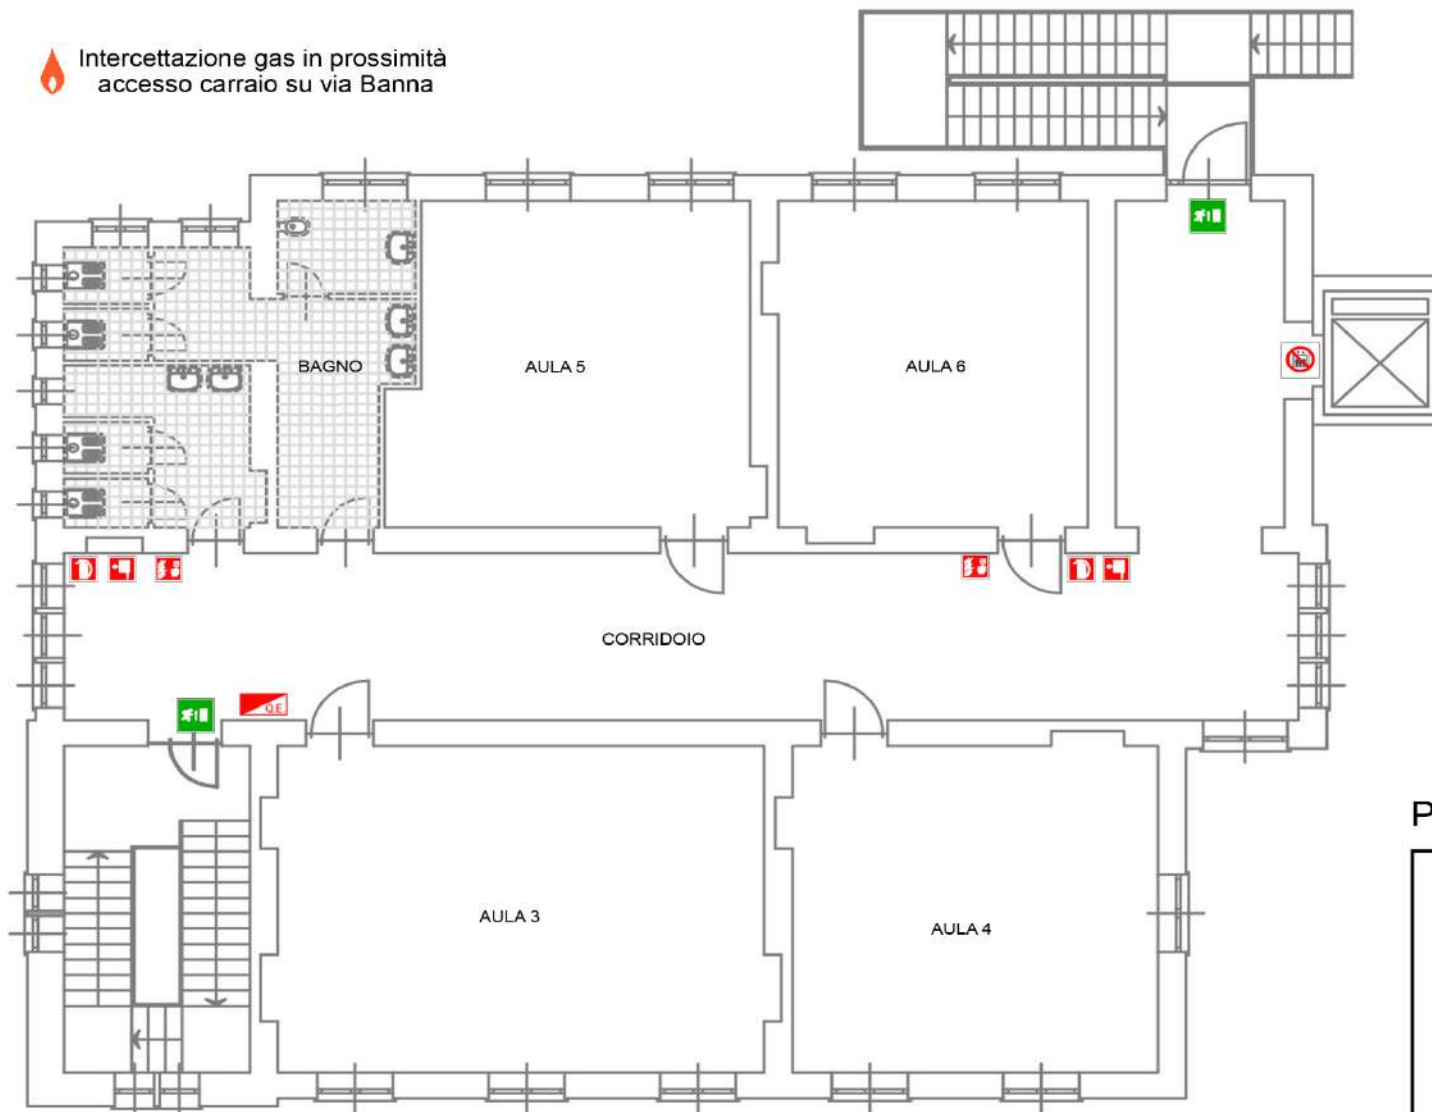 Intercettazione gas in prossimità
accesso carraio su via Banna
BAGNO
AULA 5
AULA 6
CORRIDOIO
Q.E.
AULA 3
AULA 4
P